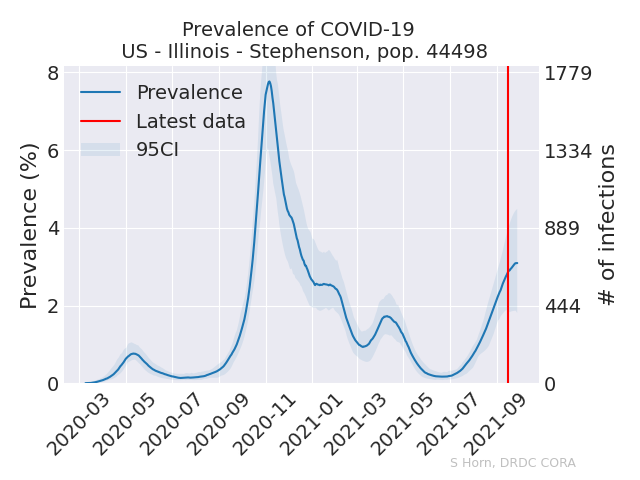 Prevalence of COVID-19
US - Illinois - Stephenson, pop. 44498
Prevalence
Latest data
95CI
Prevalence (%)
8
6
4
2
0
1779
1334
889
444
0
# of infections
2020-03
2020-05
2020-07
2020-09
2020-11
2021-01
2021-03
2021-05
2021-07
2021-09
S Horn, DRDC CORA